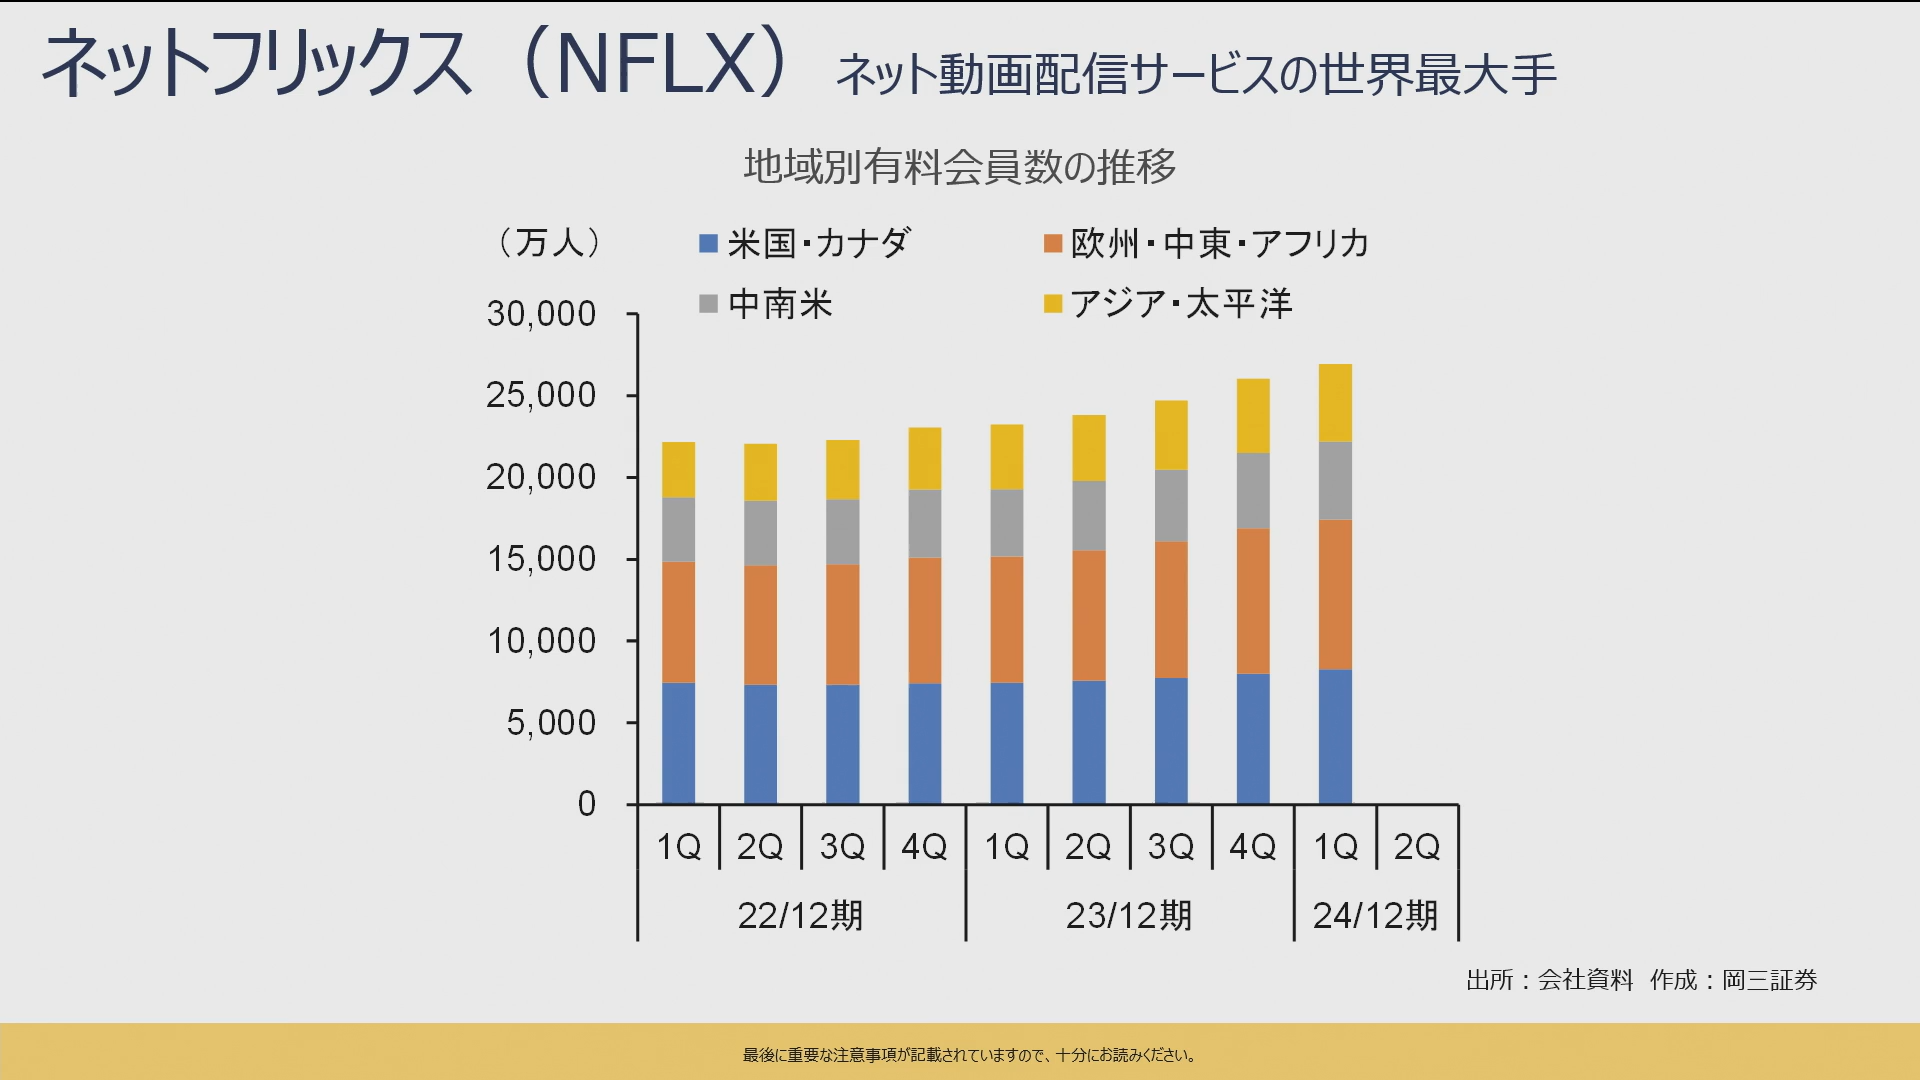 ネットフリックス（NFLX） ネット動画配信サービスの世界最大手
地域別有料会員数の推移
（万人）
米国・カナダ
欧州・中東・アフリカ
中南米
アジア・太平洋
30,000
25,000
20,000
15,000
10,000
5,000
0
1Q 2Q 3Q 4Q 1Q 2Q 3Q 4Q 1Q 2Q
22/12期 23/12期 24/12期
出所：会社資料 作成：岡三証券
最後に重要な注意事項が記載されていますので、十分にお読みください。